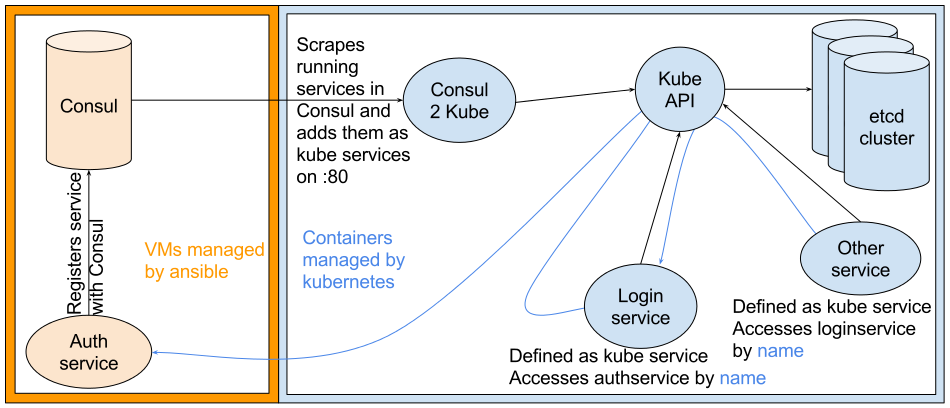 Consul
Registers service
with Consul
Auth
service
VMs managed
by ansible
Scrapes
running
services in
Consul and
adds them as
kube services
on :80
Consul
2 Kube
Kube
API
etcd
cluster
Containers
managed by
kubernetes
Login
service
Defined as kube service
Accesses authservice by name
Other
service
Defined as kube service
Accesses loginservice
by name